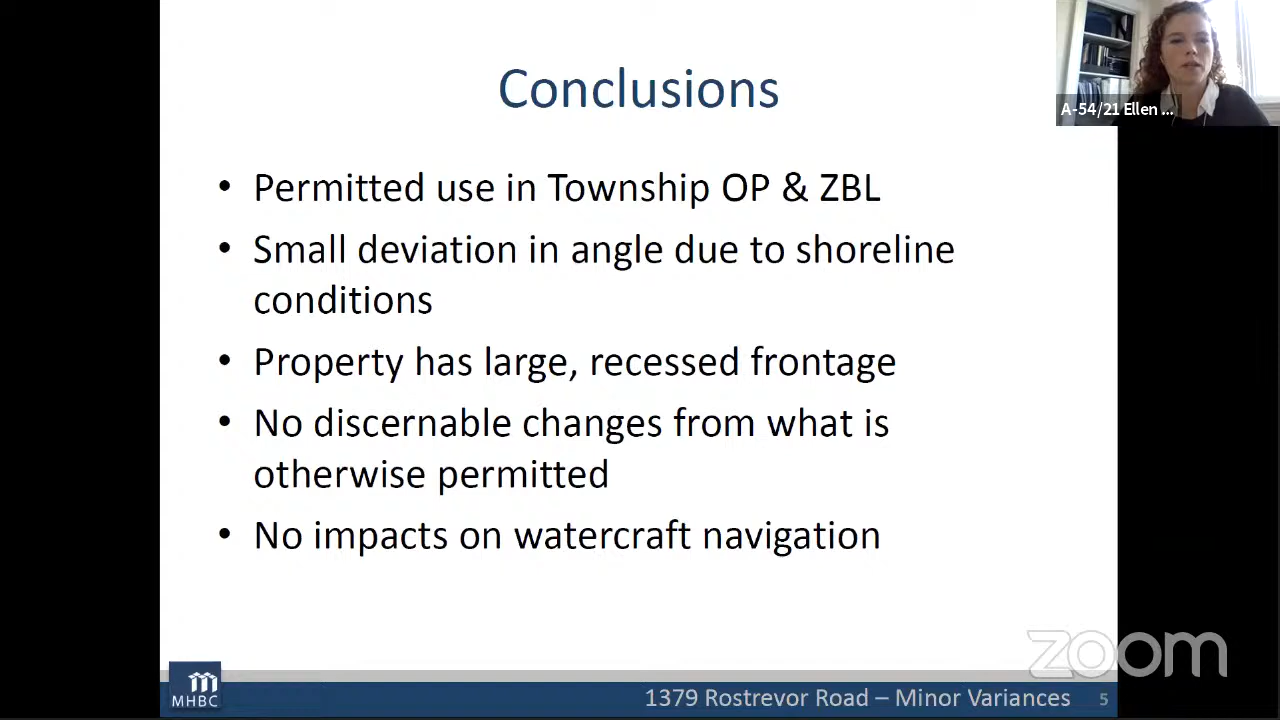 Conclusions
A-54/21 Ellen ...
• Permitted use in Township OP & ZBL
• Small deviation in angle due to shoreline
conditions
• Property has large, recessed frontage
• No discernable changes from what is
otherwise permitted
• No impacts on watercraft navigation
zoom
MHBC
1379 Rostrevor Road – Minor Variances 5